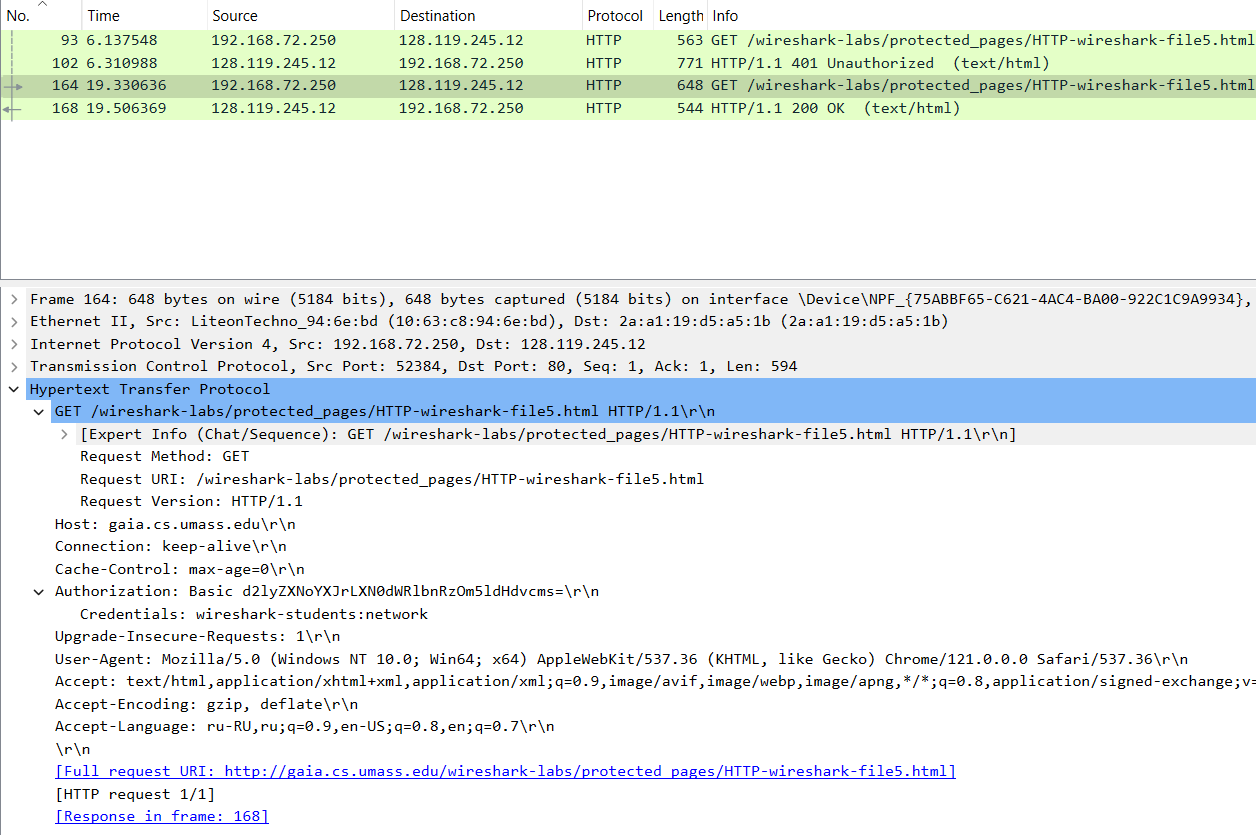 No. Time Source Destination Protocol Length Info
93 6.137548 192.168.72.250 128.119.245.12 HTTP 563 GET /wireshark-labs/protected_pages/HTTP-wireshark-file5.html
102 6.310988 128.119.245.12 192.168.72.250 HTTP 771 HTTP/1.1 401 Unauthorized (text/html)
164 19.330636 192.168.72.250 128.119.245.12 HTTP 648 GET /wireshark-labs/protected_pages/HTTP-wireshark-file5.html
168 19.506369 128.119.245.12 192.168.72.250 HTTP 544 HTTP/1.1 200 OK (text/html)
Frame 164: 648 bytes on wire (5184 bits), 648 bytes captured (5184 bits) on interface \Device\NPF_{75ABBF65-C621-4AC4-BA00-922C1C9A9934},
Ethernet II, Src: LiteonTechno_94:6e:bd (10:63:c8:94:6e:bd), Dst: 2a:a1:19:d5:a5:1b (2a:a1:19:d5:a5:1b)
Internet Protocol Version 4, Src: 192.168.72.250, Dst: 128.119.245.12
Transmission Control Protocol, Src Port: 52384, Dst Port: 80, Seq: 1, Ack: 1, Len: 594
Hypertext Transfer Protocol
GET /wireshark-labs/protected_pages/HTTP-wireshark-file5.html HTTP/1.1\r\n
[Expert Info (Chat/Sequence): GET /wireshark-labs/protected_pages/HTTP-wireshark-file5.html HTTP/1.1\r\n]
Request Method: GET
Request URI: /wireshark-labs/protected_pages/HTTP-wireshark-file5.html
Request Version: HTTP/1.1
Host: gaia.cs.umass.edu\r\n
Connection: keep-alive\r\n
Cache-Control: max-age=0\r\n
Authorization: Basic d2lyZXNoYXJrLXN0dWRlbnRzOm5ldHdvcms=\r\n
Credentials: wireshark-students:network
Upgrade-Insecure-Requests: 1\r\n
User-Agent: Mozilla/5.0 (Windows NT 10.0; Win64; x64) AppleWebKit/537.36 (KHTML, like Gecko) Chrome/121.0.0.0 Safari/537.36\r\n
Accept: text/html,application/xhtml+xml,application/xml;q=0.9,image/avif,image/webp,image/apng,*/*;q=0.8,application/signed-exchange;v=
Accept-Encoding: gzip, deflate\r\n
Accept-Language: ru-RU,ru;q=0.9,en-US;q=0.8,en;q=0.7\r\n
\r\n
[Full request URI: http://gaia.cs.umass.edu/wireshark-labs/protected_pages/HTTP-wireshark-file5.html]
[HTTP request 1/1]
[Response in frame: 168]